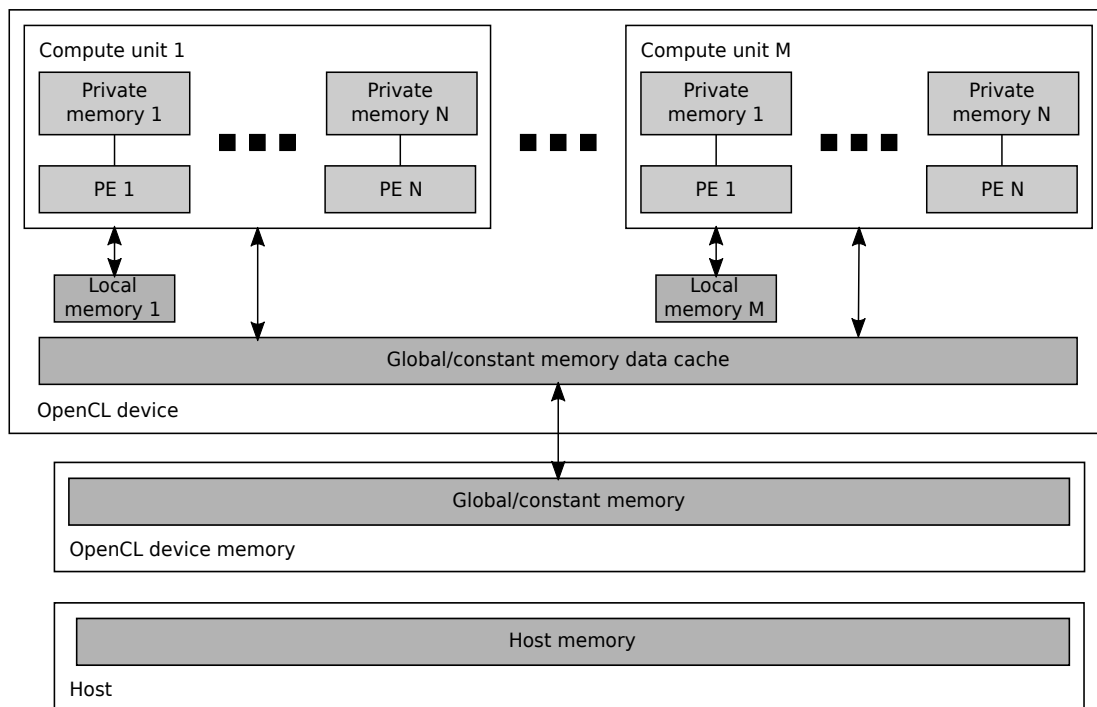 Compute unit 1
Private
memory 1
Private
memory N
PE 1
PE N
Compute unit M
Private
memory 1
Private
memory N
PE 1
PE N
Local
memory 1
Local
memory M
Global/constant memory data cache
OpenCL device
Global/constant memory
OpenCL device memory
Host memory
Host